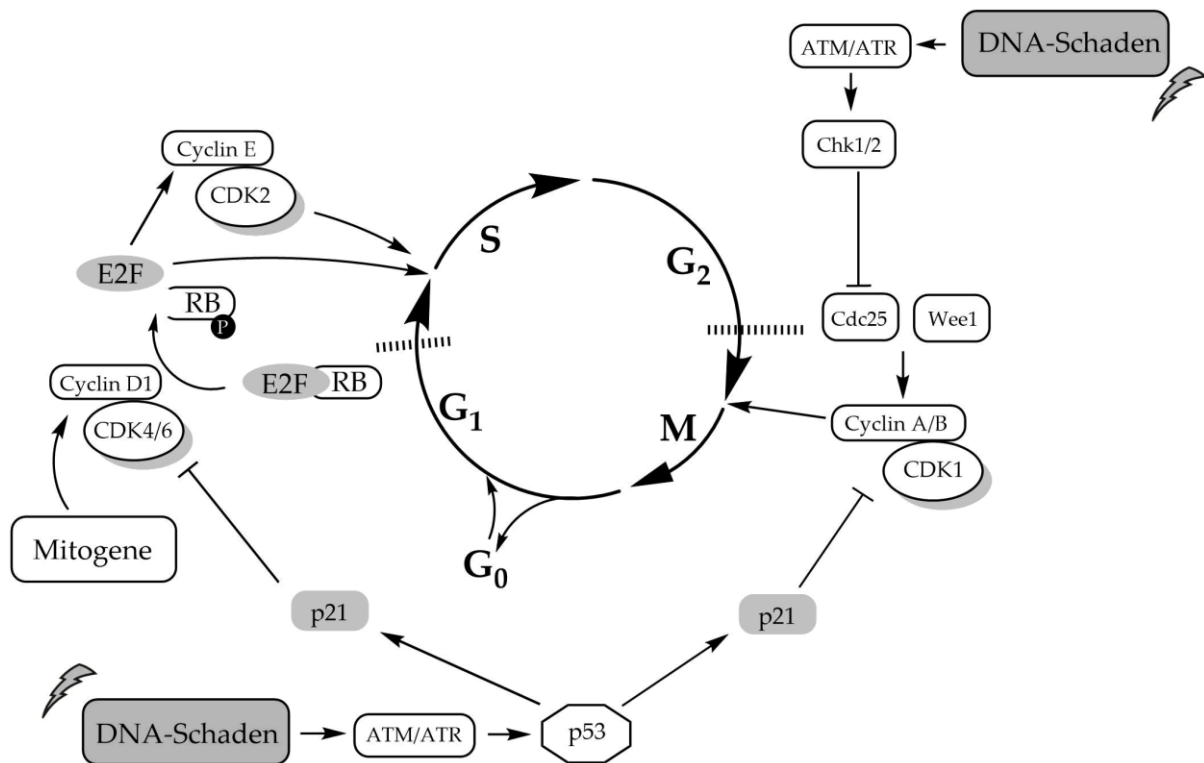 DNA-Schaden
ATM/ATR
Chk1/2
Cyclin E
CDK2
S
G2
E2F
RB
P
Cdc25
Wee1
Cyclin D1
E2F
RB
CDK4/6
G1
M
Cyclin A/B
CDK1
Mitogene
G0
p21
p21
DNA-Schaden
ATM/ATR
p53